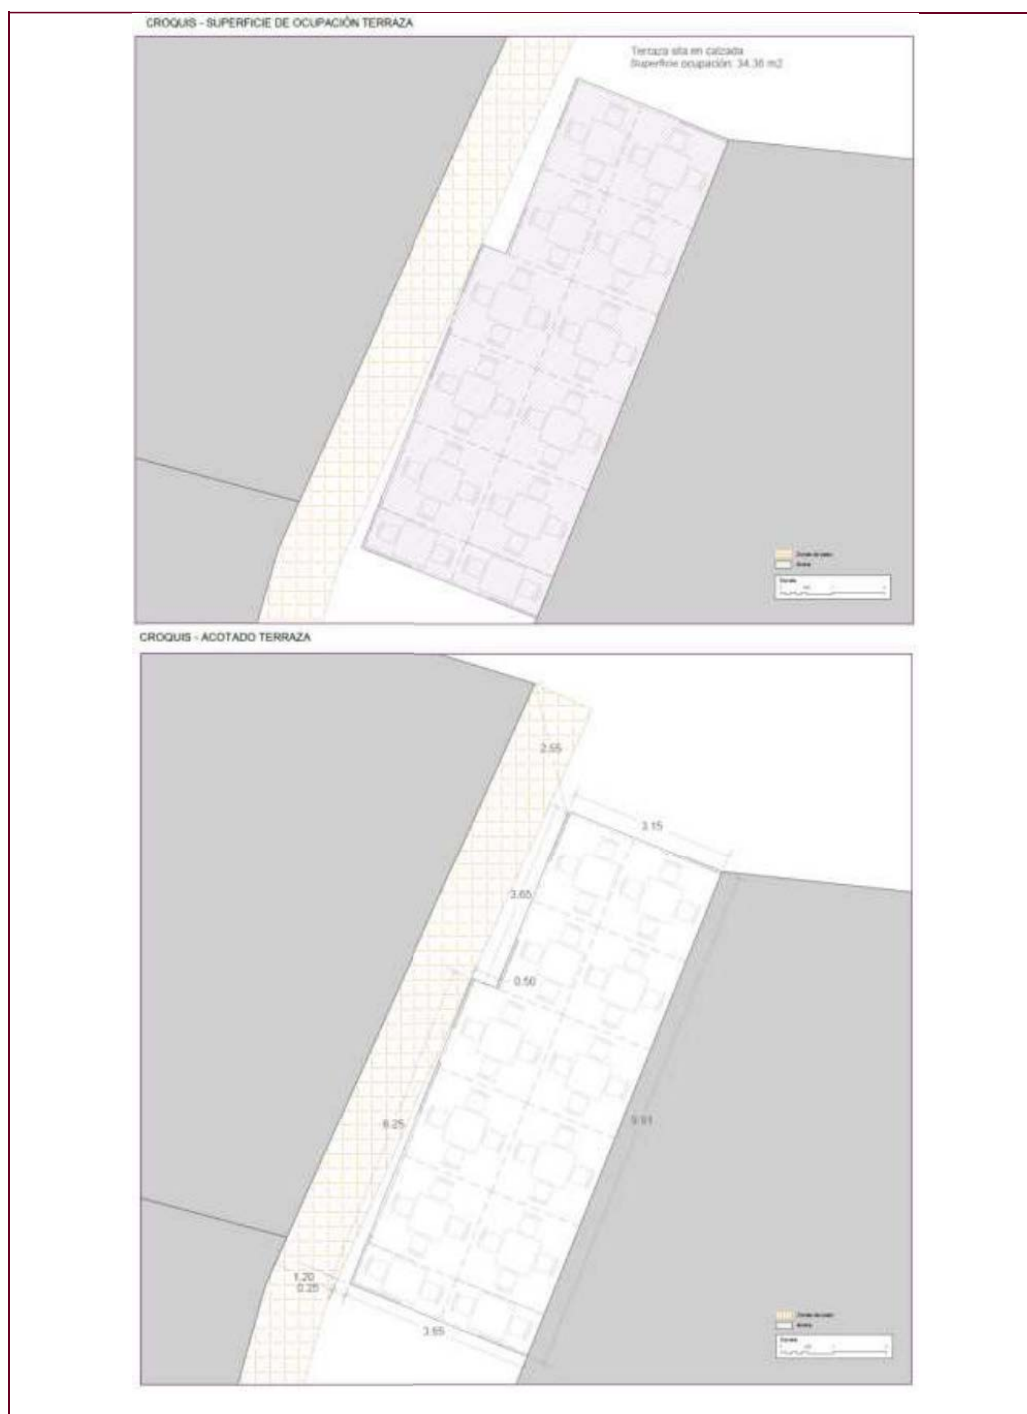 CROQUIS - SUPERFICIE DE OCUPACIÓN TERRAZA
Terraza sita en calzada
Superficie ocupación: 34.36 m2
CROQUIS - ACOTADO TERRAZA
2.55
3.15
3.65
0.50
6.25
9.91
1.20
0.25
3.65